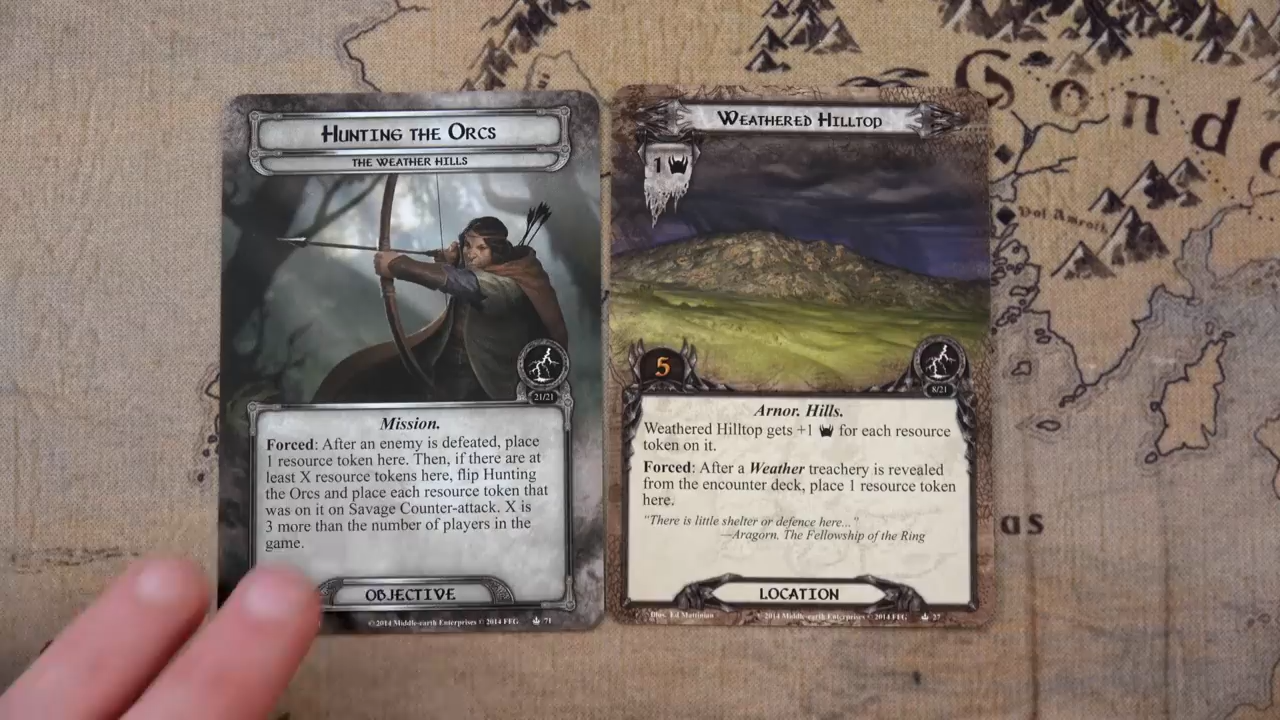 Hunting the Orcs
The Weather Hills
21/21
Mission.
Forced: After an enemy is defeated, place
1 resource token here. Then, if there are at
least X resource tokens here, flip Hunting
the Orcs and place each resource token that
was on it on Savage Counter-attack. X is
3 more than the number of players in the
game.
OBJECTIVE
©2014 Middle-earth Enterprises © 2014 FFG
71
Weathered Hilltop
1
5
8/21
Arnor. Hills.
Weathered Hilltop gets +1 for each resource
token on it.
Forced: After a Weather treachery is revealed
from the encounter deck, place 1 resource token
here.
"There is little shelter or defence here..."
—Aragorn, The Fellowship of the Ring
LOCATION
Illus. Ed Mattinian
©2014 Middle-earth Enterprises © 2014 FFG
27
Gond
Dol Amroth
as